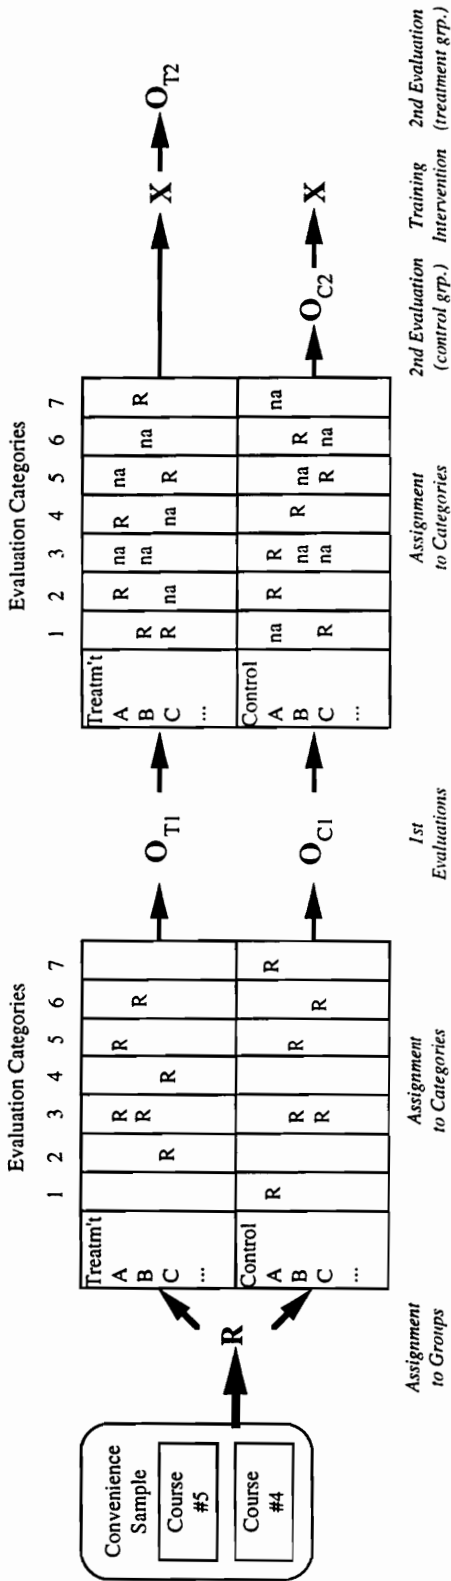 Convenience
Sample
Course
#5
Course
#4
R
Evaluation Categories
1 2 3 4 5 6 7
Treatm't
A R R
B R R
C R R
...
Control
A R R
B R R
C R R
...
O T1
O C1
Evaluation Categories
1 2 3 4 5 6 7
Treatm't
A R na R na
B R na na R
C R na na R
...
Control
A na R R na
B na R na R
C R na R na
...
X O T2
O C2 X
Assignment
to Groups
Assignment
to Categories
1st
Evaluations
Assignment
to Categories
2nd Evaluation
(control grp.)
Training
Intervention
2nd Evaluation
(treatment grp.)